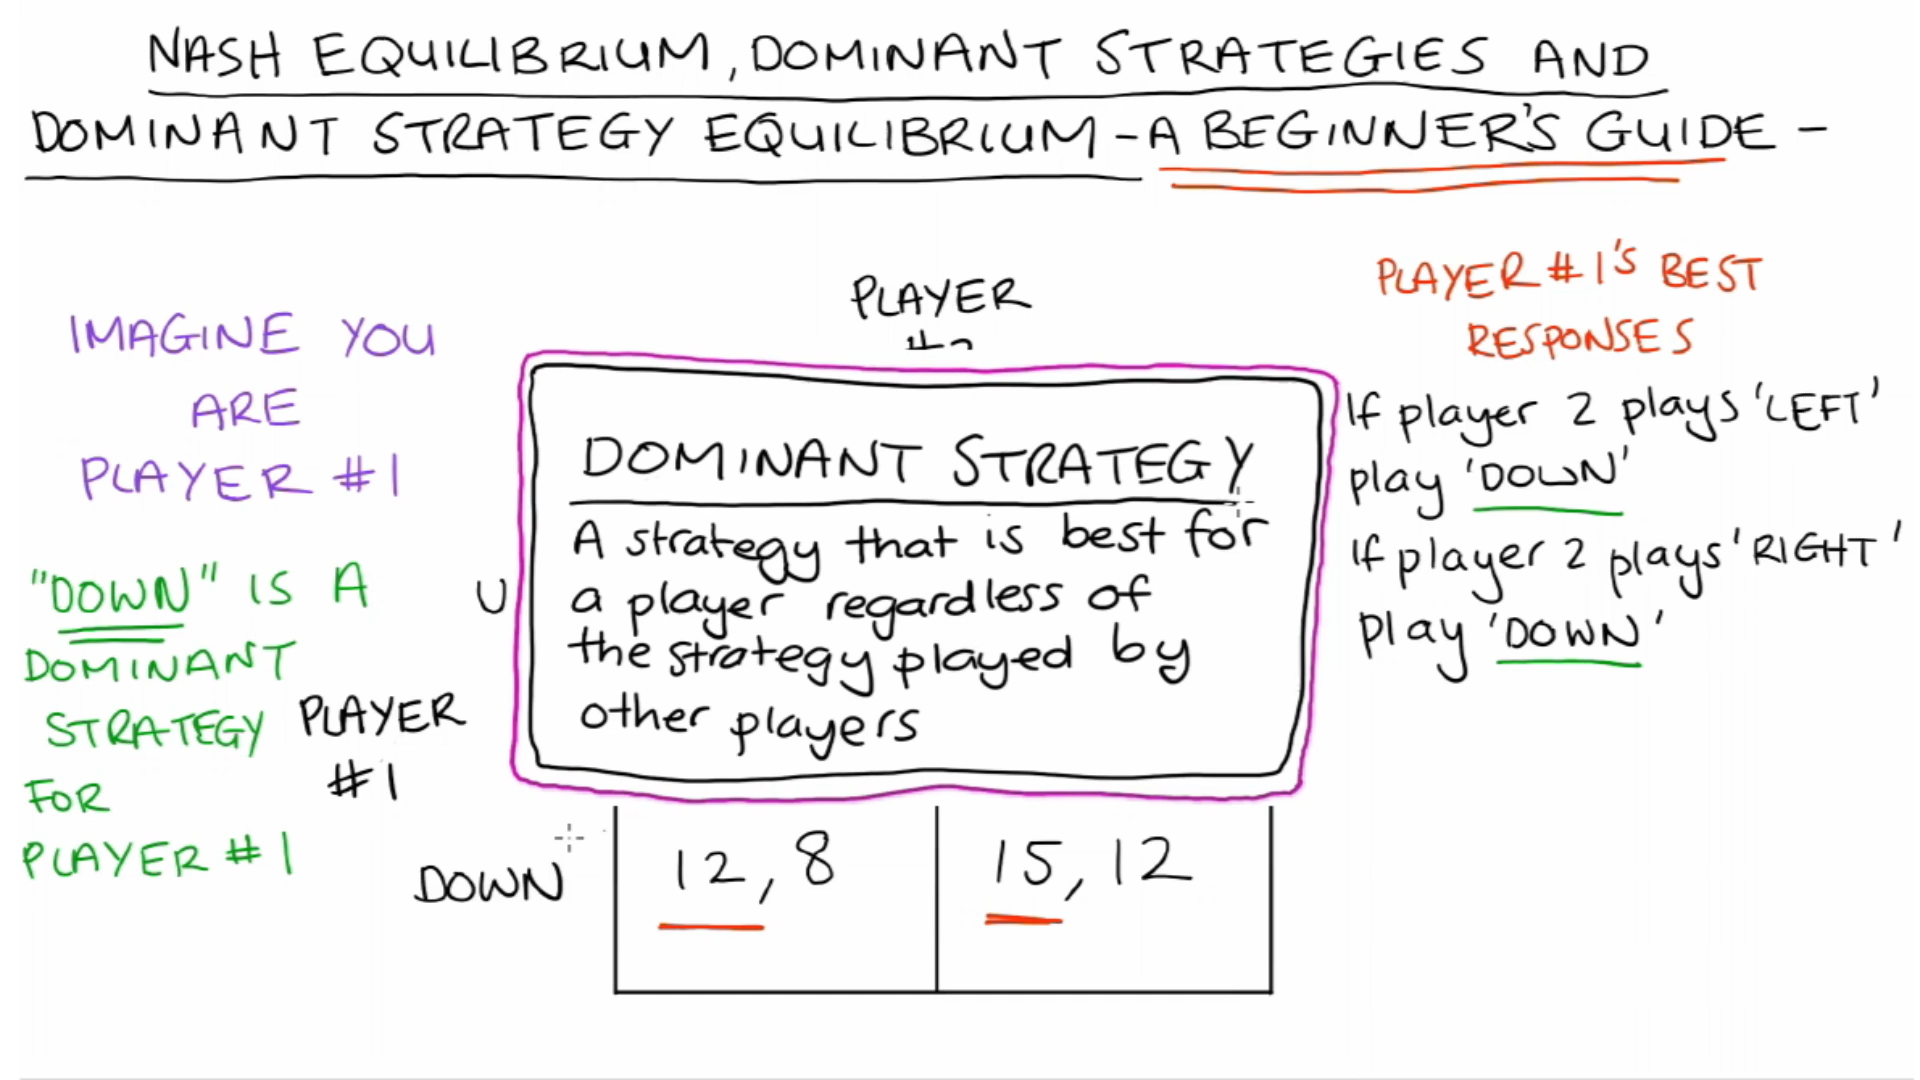 NASH EQUILIBRIUM, DOMINANT STRATEGIES AND
DOMINANT STRATEGY EQUILIBRIUM - A BEGINNER'S GUIDE -
IMAGINE YOU
ARE
PLAYER #1
"DOWN" IS A
DOMINANT
STRATEGY
FOR
PLAYER #1
PLAYER
PLAYER
#1
U
DOMINANT STRATEGY
A strategy that is best for
a player regardless of
the strategy played by
other players
DOWN
12, 8
15, 12
PLAYER #1's BEST
RESPONSES
If player 2 plays 'LEFT'
play 'DOWN'
If player 2 plays 'RIGHT'
play 'DOWN'